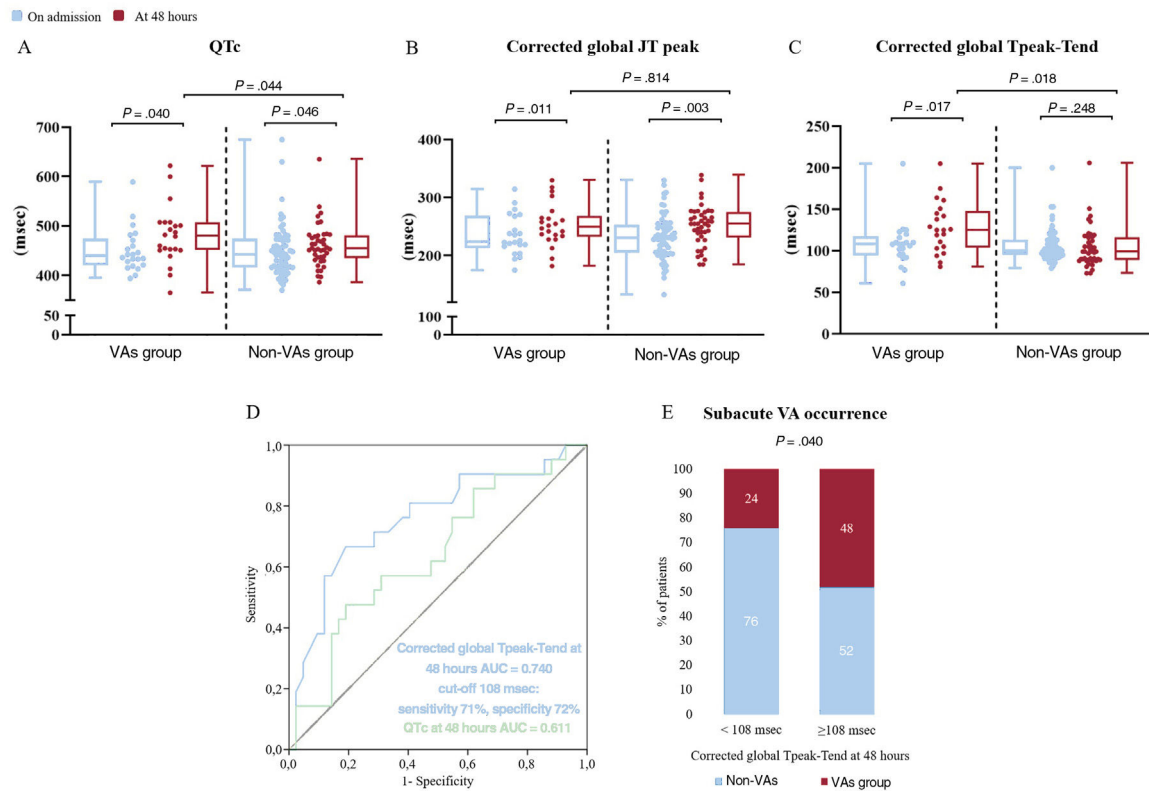 On admission At 48 hours
A QTc
P = .044
P = .040
P = .046
700
600
500
400
50
0
(msec)
VAs group Non-VAs group
B Corrected global JT peak
P = .814
P = .011
P = .003
400
300
200
100
0
(msec)
VAs group Non-VAs group
C Corrected global Tpeak-Tend
P = .018
P = .017
P = .248
250
200
150
100
50
0
(msec)
VAs group Non-VAs group
D
1,0
0,8
0,6
0,4
0,2
0,0
Sensitivity
Corrected global Tpeak-Tend at
48 hours AUC = 0.740
cut-off 108 msec:
sensitivity 71%, specificity 72%
QTc at 48 hours AUC = 0.611
0,0 0,2 0,4 0,6 0,8 1,0
1- Specificity
E Subacute VA occurrence
P = .040
100
90
80
70
60
50
40
30
20
10
0
% of patients
24
48
76
52
< 108 msec ≥108 msec
Corrected global Tpeak-Tend at 48 hours
Non-VAs VAs group